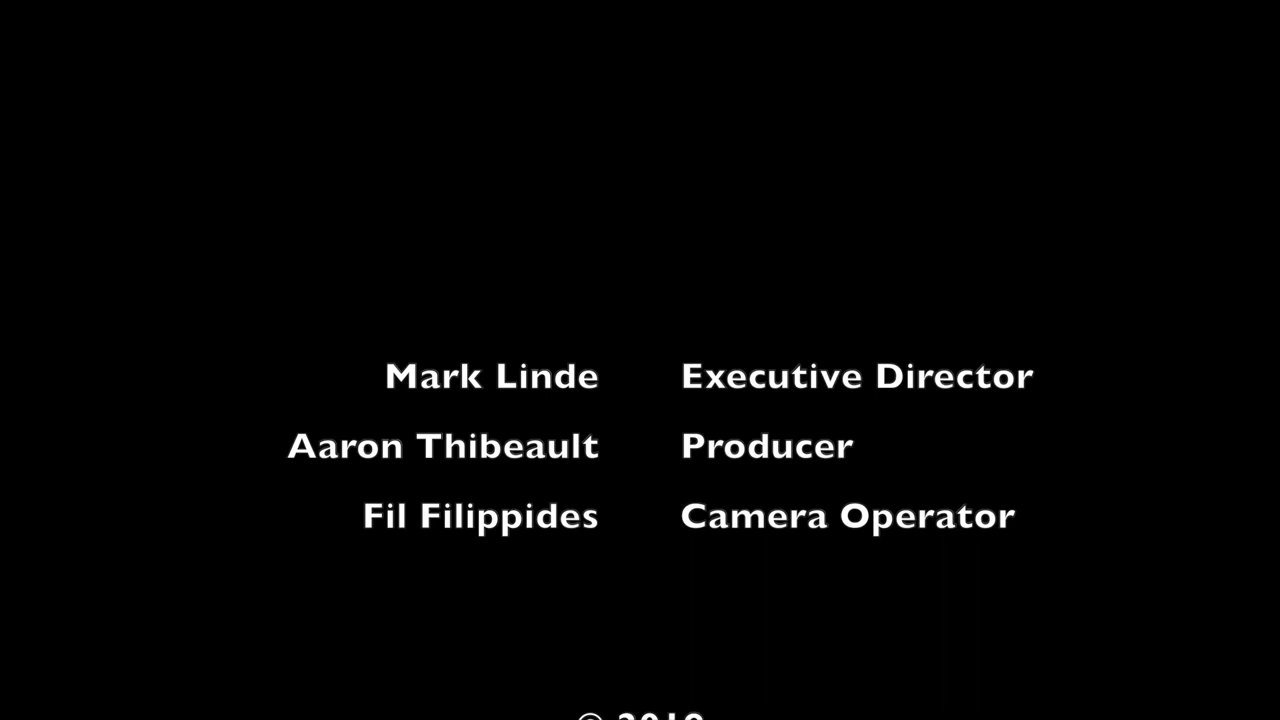 Mark Linde Executive Director
Aaron Thibeault Producer
Fil Filippides Camera Operator